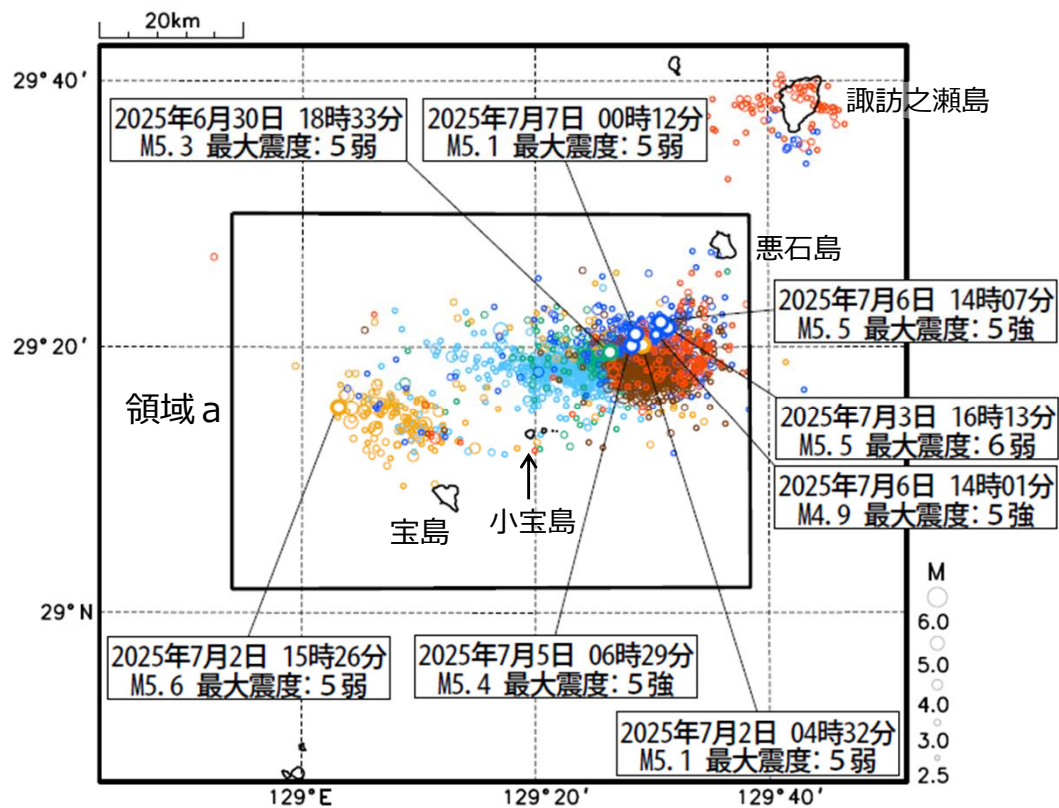 20km
29°40′
諏訪之瀬島
2025年6月30日 18時33分
M5.3 最大震度：5弱
2025年7月7日 00時12分
M5.1 最大震度：5弱
悪石島
2025年7月6日 14時07分
M5.5 最大震度：5強
29°20′
領域a
2025年7月3日 16時13分
M5.5 最大震度：6弱
2025年7月6日 14時01分
M4.9 最大震度：5強
宝島
小宝島
29°N
M
6.0
5.0
4.0
3.0
2.5
2025年7月2日 15時26分
M5.6 最大震度：5弱
2025年7月5日 06時29分
M5.4 最大震度：5強
2025年7月2日 04時32分
M5.1 最大震度：5弱
129°E
129°20′
129°40′